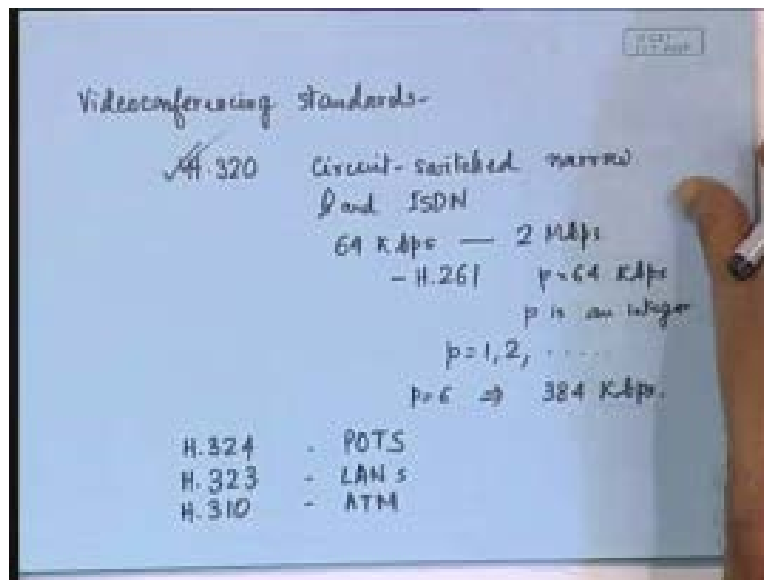 Videoconferencing standards-
H.320 Circuit-switched narrow
band ISDN
64 Kbps — 2 Mbps
- H.261 p×64 Kbps
p is an integer
p=1, 2, .....
p=6 ⇒ 384 Kbps.
H.324 - POTS
H.323 - LANs
H.310 - ATM